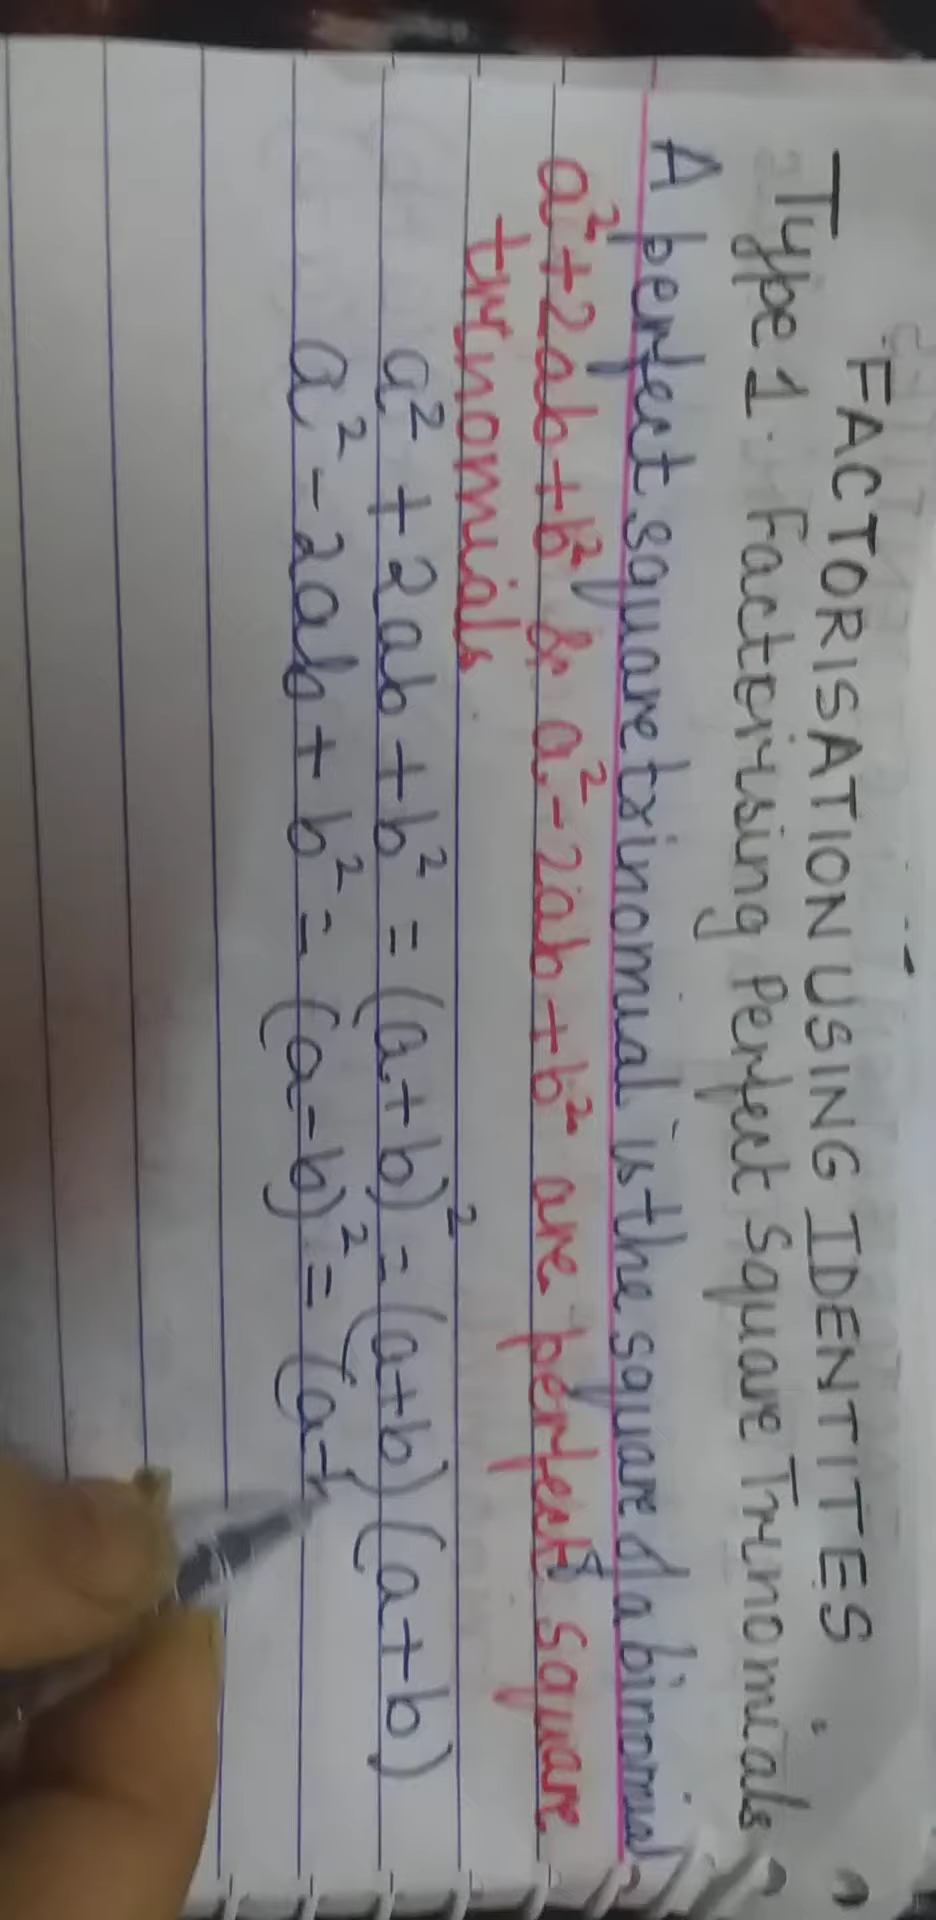 FACTORISATION USING IDENTITES
Type 1. Factorising Perfect Square Trinomials
A perfect square trinomial is the square of a binomial
a²+2ab+b² & a²-2ab+b² are perfect square
trinomials
a² + 2ab + b² = (a+b)² = (a+b)(a+b)
a² - 2ab + b² = (a-b)² = (a-